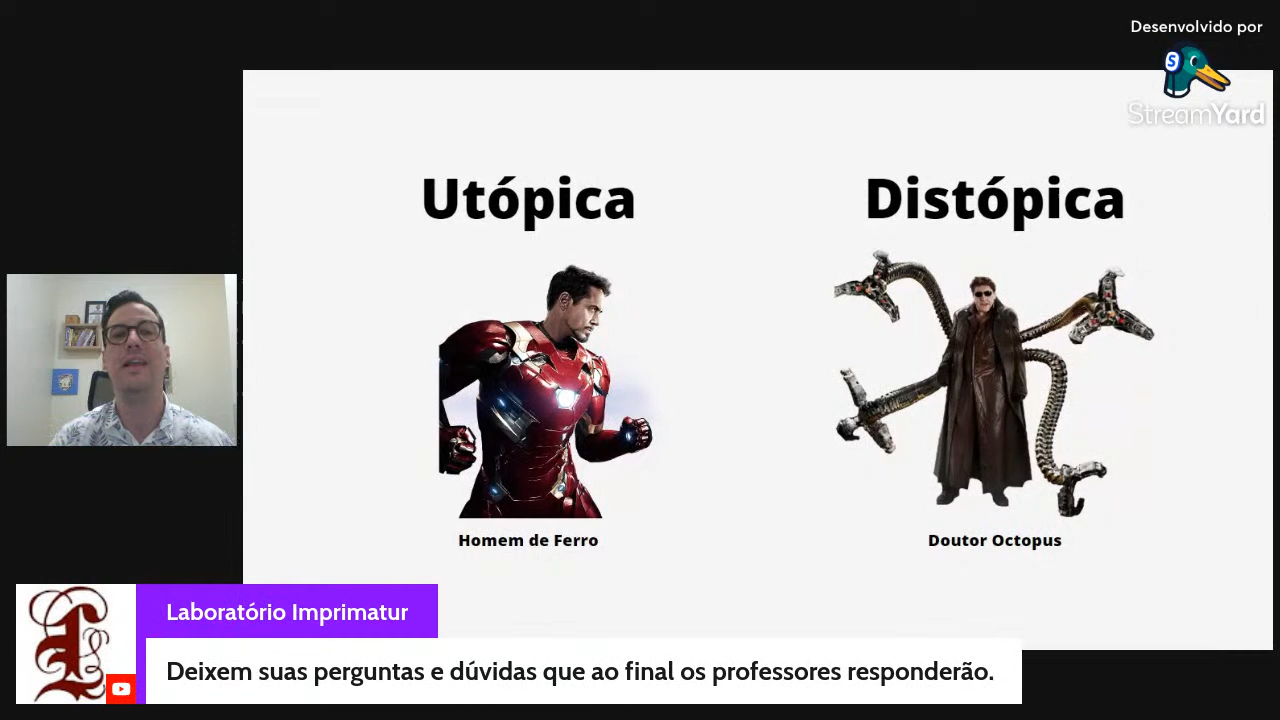 Desenvolvido por
StreamYard
Utópica
Distópica
Homem de Ferro
Doutor Octopus
Laboratório Imprimatur
Deixem suas perguntas e dúvidas que ao final os professores responderão.